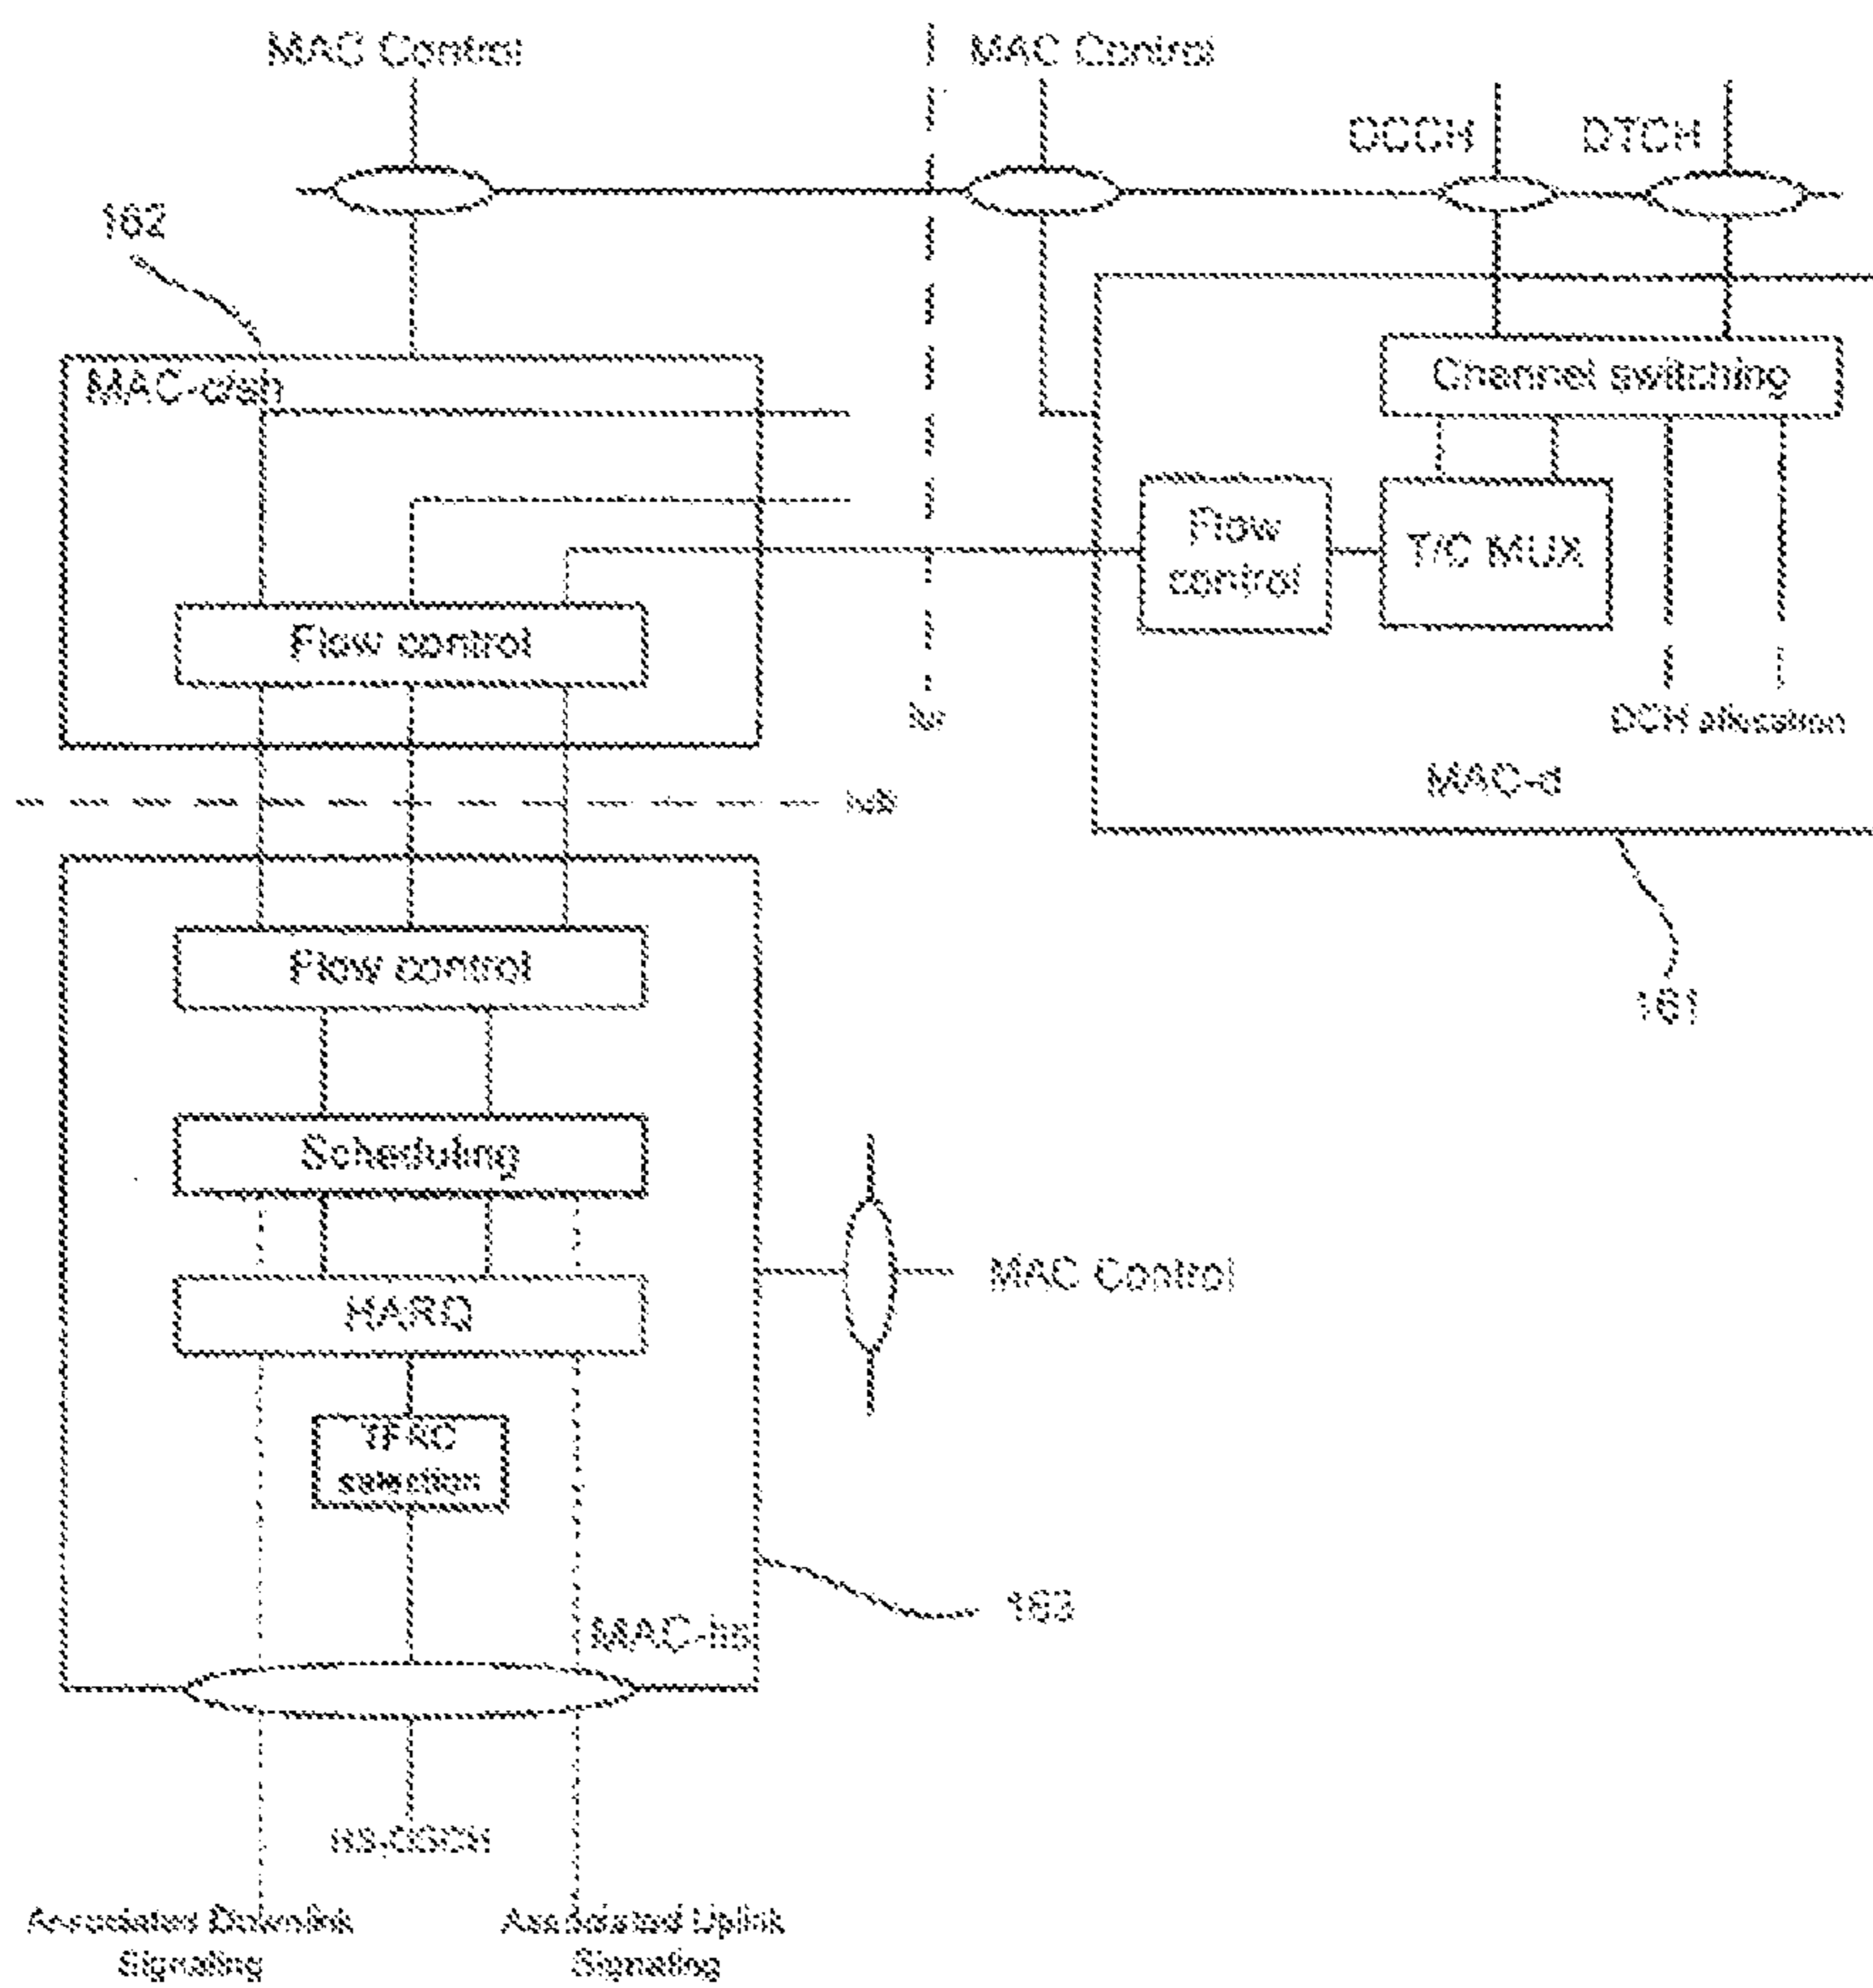 MAC Control
MAC Control
DCCH
DTCH
162
MAC-c/sh
Channel switching
Flow
control
T/C MUX
Flow control
Iur
DCH allocation
MAC-d
Iub
Flow control
161
Scheduling
MAC Control
HARQ
TFRC
selection
163
MAC-hs
HS-DSCH
Associated Downlink
Signaling
Associated Uplink
Signaling